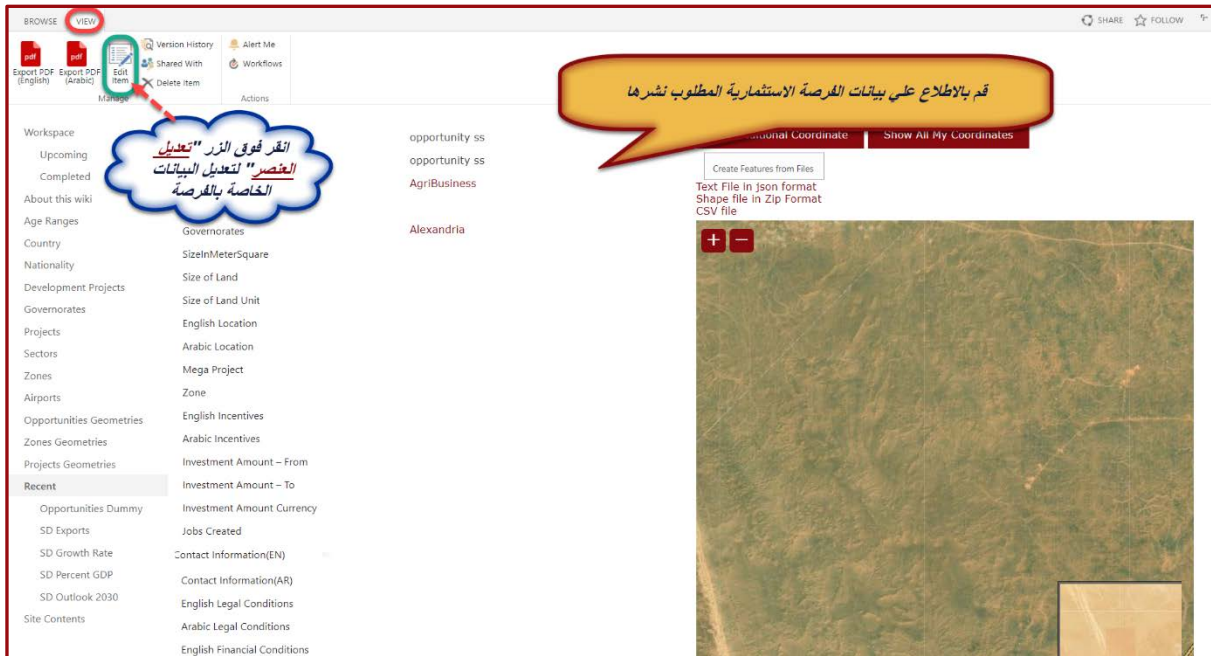 BROWSE VIEW
SHARE FOLLOW
pdf
Export PDF
(English)
pdf
Export PDF
(Arabic)
Edit
Item
Version History
Shared With
Delete Item
Manage
Alert Me
Workflows
Actions
قم بالاطلاع علي بيانات الفرصة الاستثمارية المطلوب نشرها
انقر فوق الزر "تعديل
العنصر" لتعديل البيانات
الخاصة بالفرصة
Workspace
Upcoming
Completed
About this wiki
Age Ranges
Country
Nationality
Development Projects
Governorates
Projects
Sectors
Zones
Airports
Opportunities Geometries
Zones Geometries
Projects Geometries
Recent
Opportunities Dummy
SD Exports
SD Growth Rate
SD Percent GDP
SD Outlook 2030
Site Contents
Governorates
SizeInMeterSquare
Size of Land
Size of Land Unit
English Location
Arabic Location
Mega Project
Zone
English Incentives
Arabic Incentives
Investment Amount – From
Investment Amount – To
Investment Amount Currency
Jobs Created
Contact Information(EN)
Contact Information(AR)
English Legal Conditions
Arabic Legal Conditions
English Financial Conditions
opportunity ss
opportunity ss
AgriBusiness
Alexandria
Coordinate
Show All My Coordinates
Create Features from Files
Text File in json format
Shape file in Zip Format
CSV file
+ −